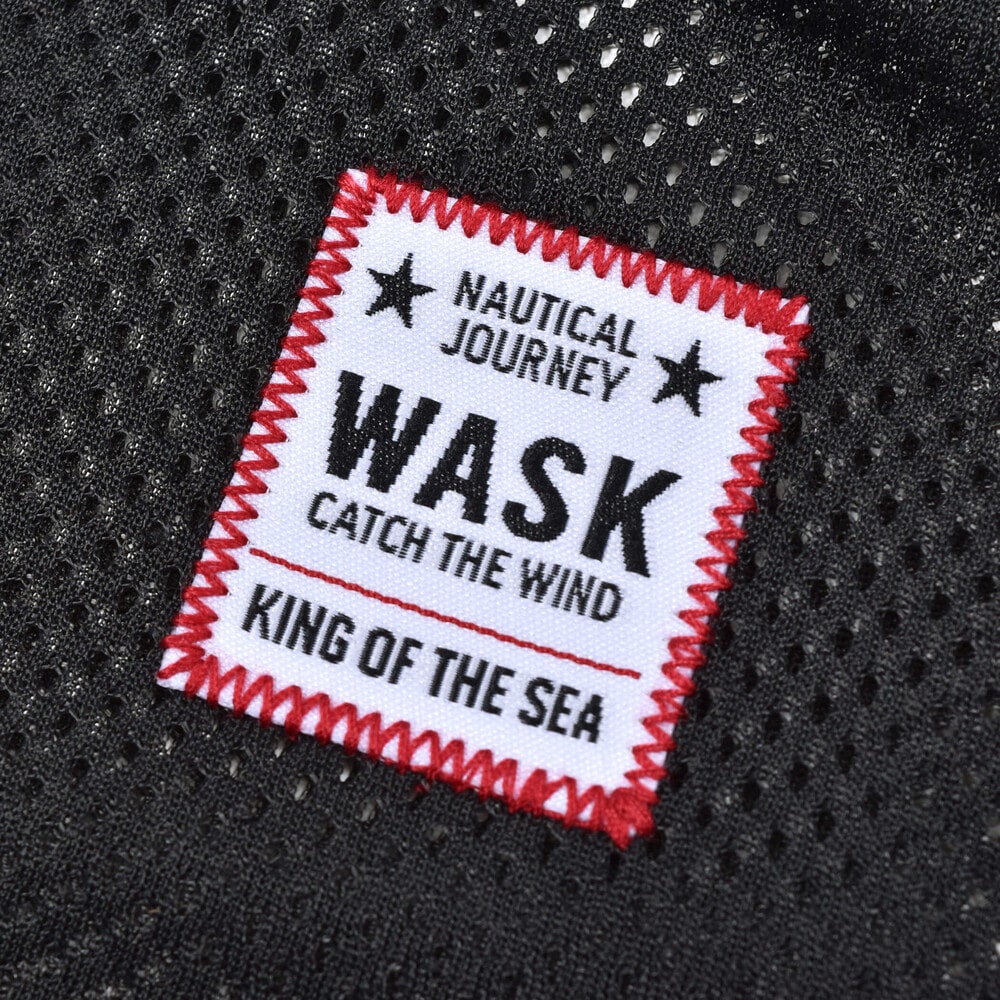 NAUTICAL
JOURNEY
WASK
CATCH THE WIND
KING OF THE SEA